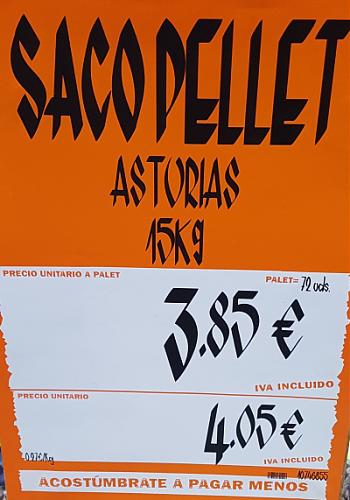 SACO PELLET
ASTURIAS
15Kg
PRECIO UNITARIO A PALET
PALET= 72 uds.
3.85 €
IVA INCLUIDO
PRECIO UNITARIO
4.05 €
IVA INCLUIDO
10746855
ACOSTÚMBRATE A PAGAR MENOS